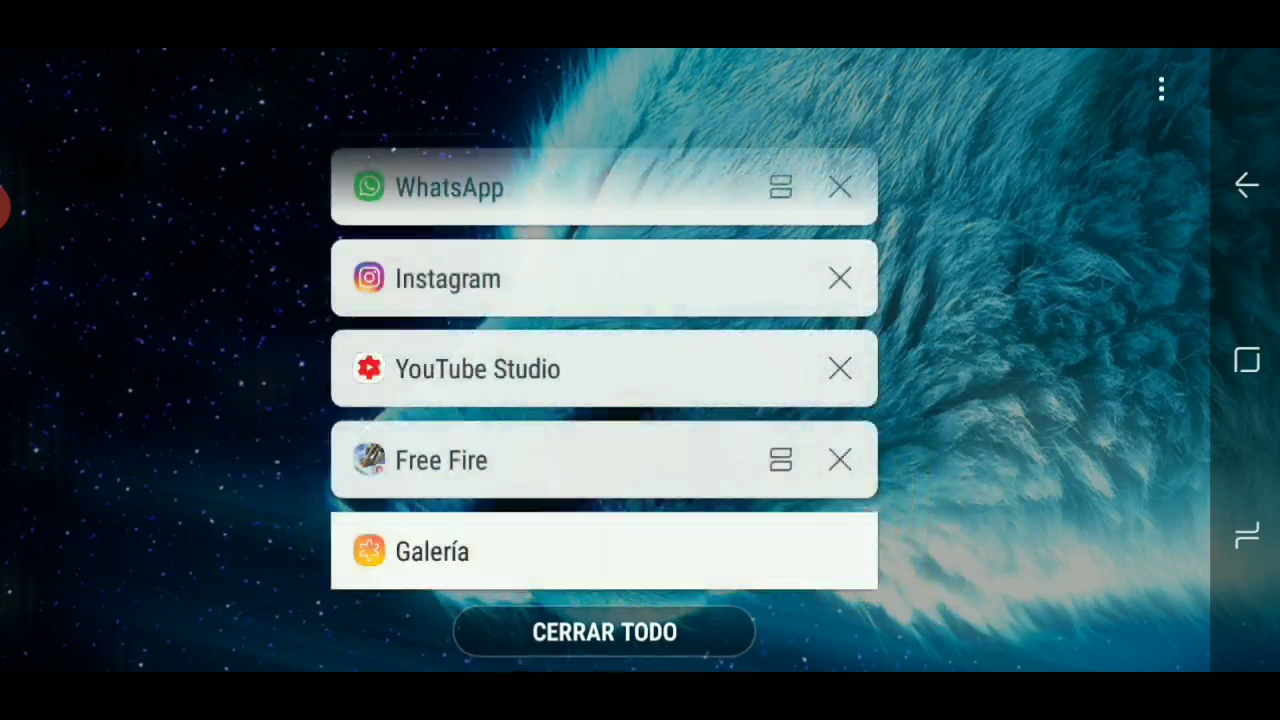 WhatsApp
Instagram
YouTube Studio
Free Fire
Galería
CERRAR TODO